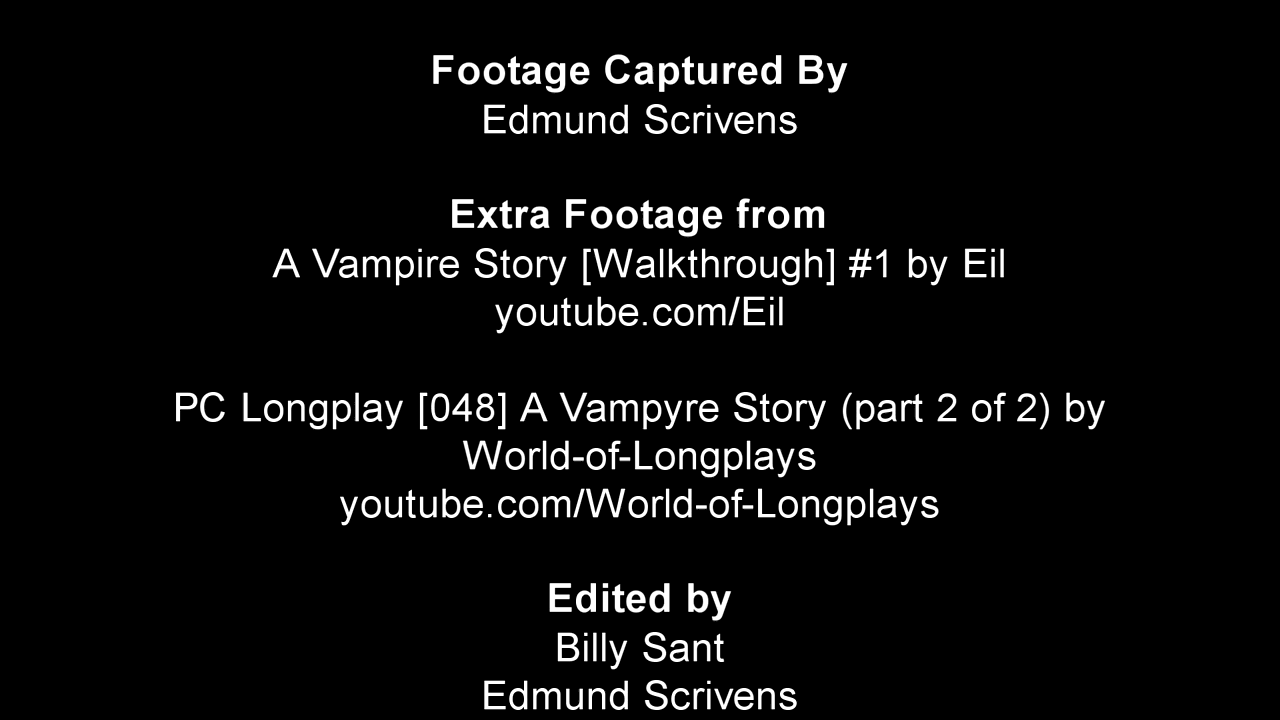 Footage Captured By
Edmund Scrivens
Extra Footage from
A Vampire Story [Walkthrough] #1 by Eil
youtube.com/Eil
PC Longplay [048] A Vampyre Story (part 2 of 2) by
World-of-Longplays
youtube.com/World-of-Longplays
Edited by
Billy Sant
Edmund Scrivens